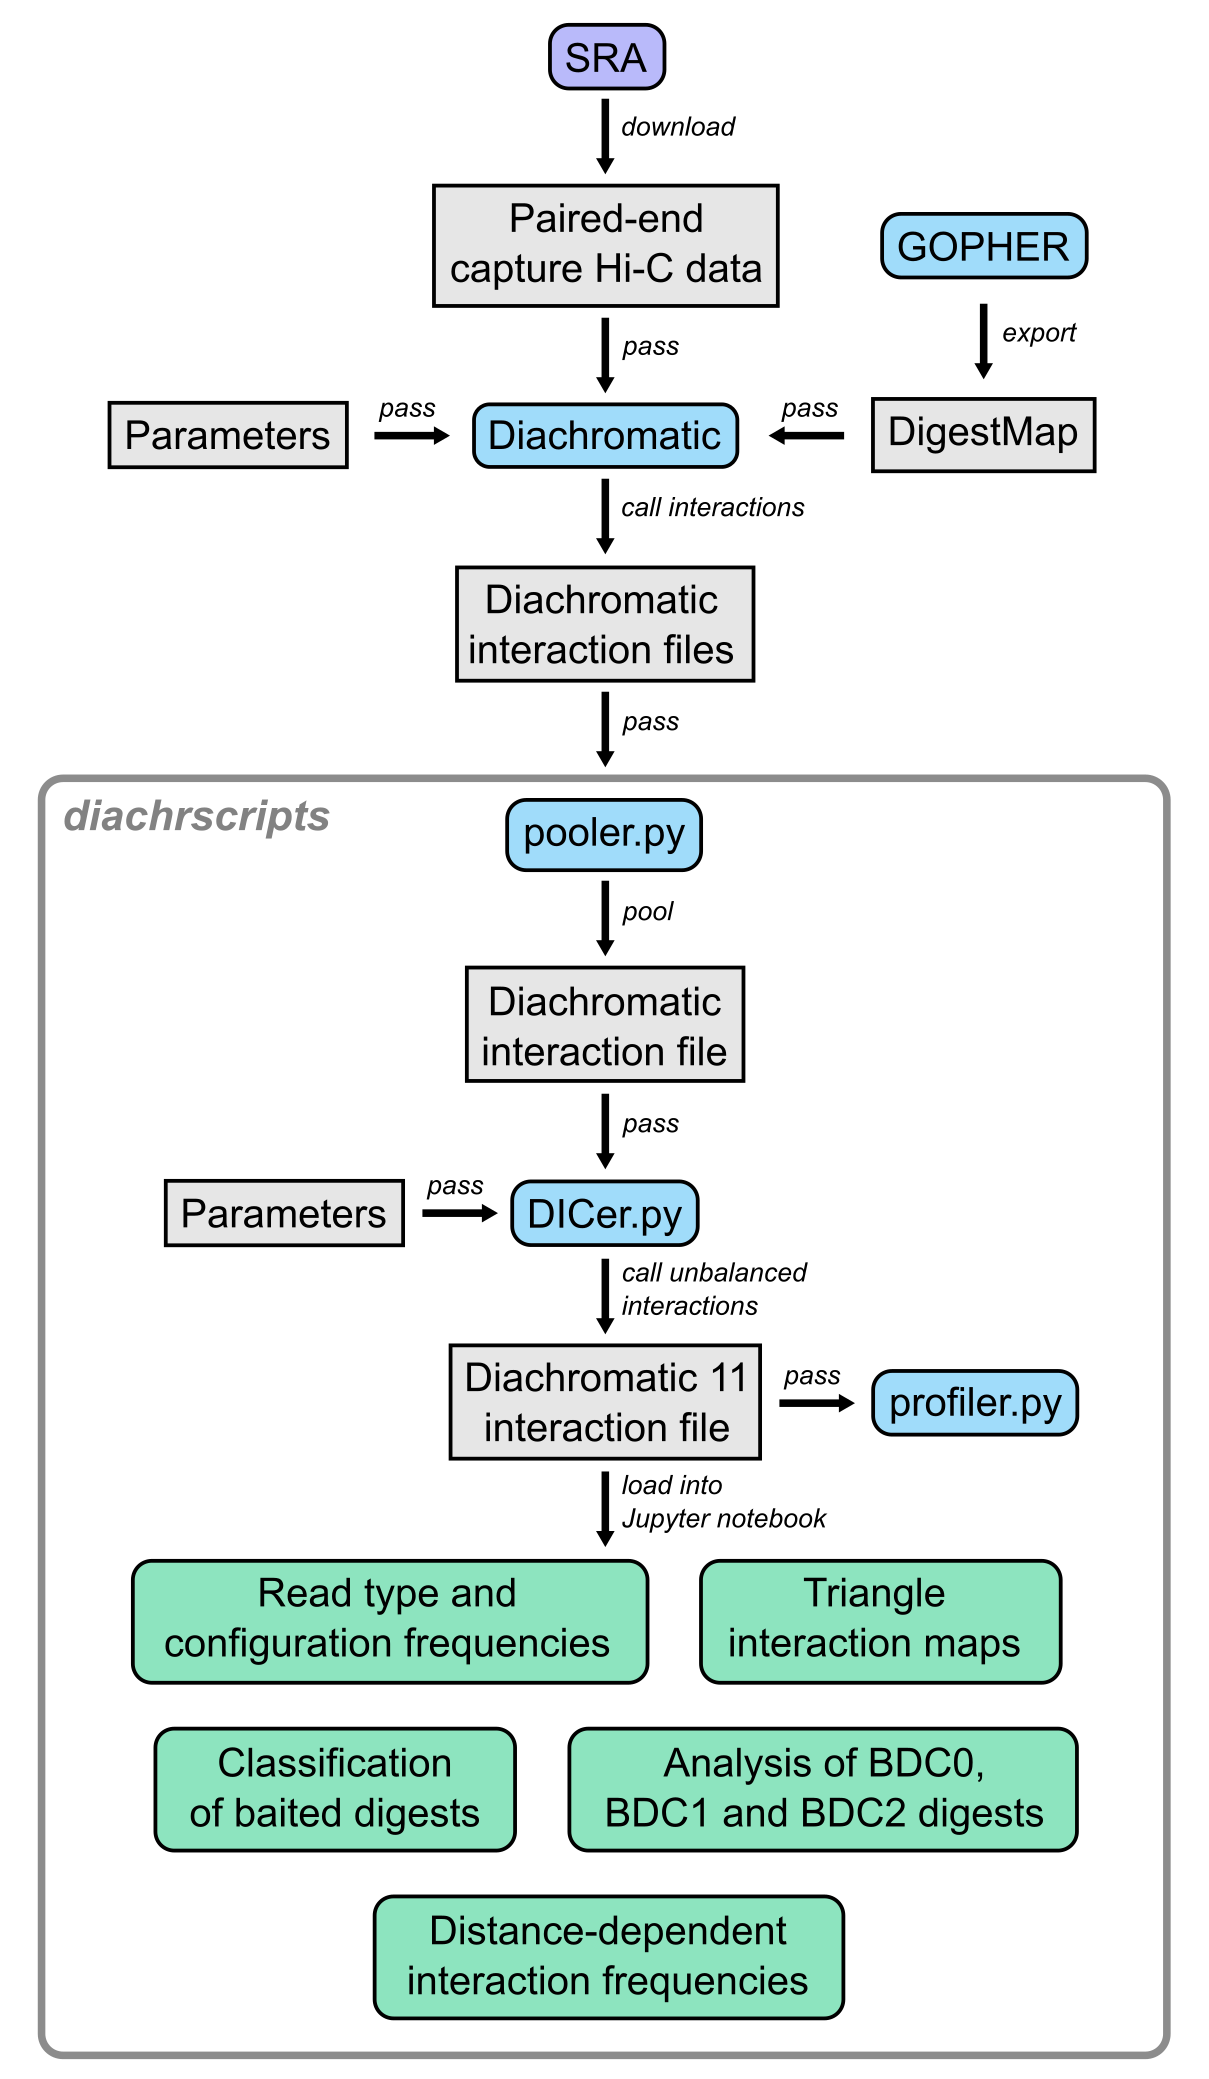 SRA
download
Paired-end
capture Hi-C data
GOPHER
pass
export
Parameters
pass
Diachromatic
pass
DigestMap
call interactions
Diachromatic
interaction files
pass
diachrscripts
pooler.py
pool
Diachromatic
interaction file
pass
Parameters
pass
DICer.py
call unbalanced
interactions
Diachromatic 11
interaction file
pass
profiler.py
load into
Jupyter notebook
Read type and
configuration frequencies
Triangle
interaction maps
Classification
of baited digests
Analysis of BDC0,
BDC1 and BDC2 digests
Distance-dependent
interaction frequencies